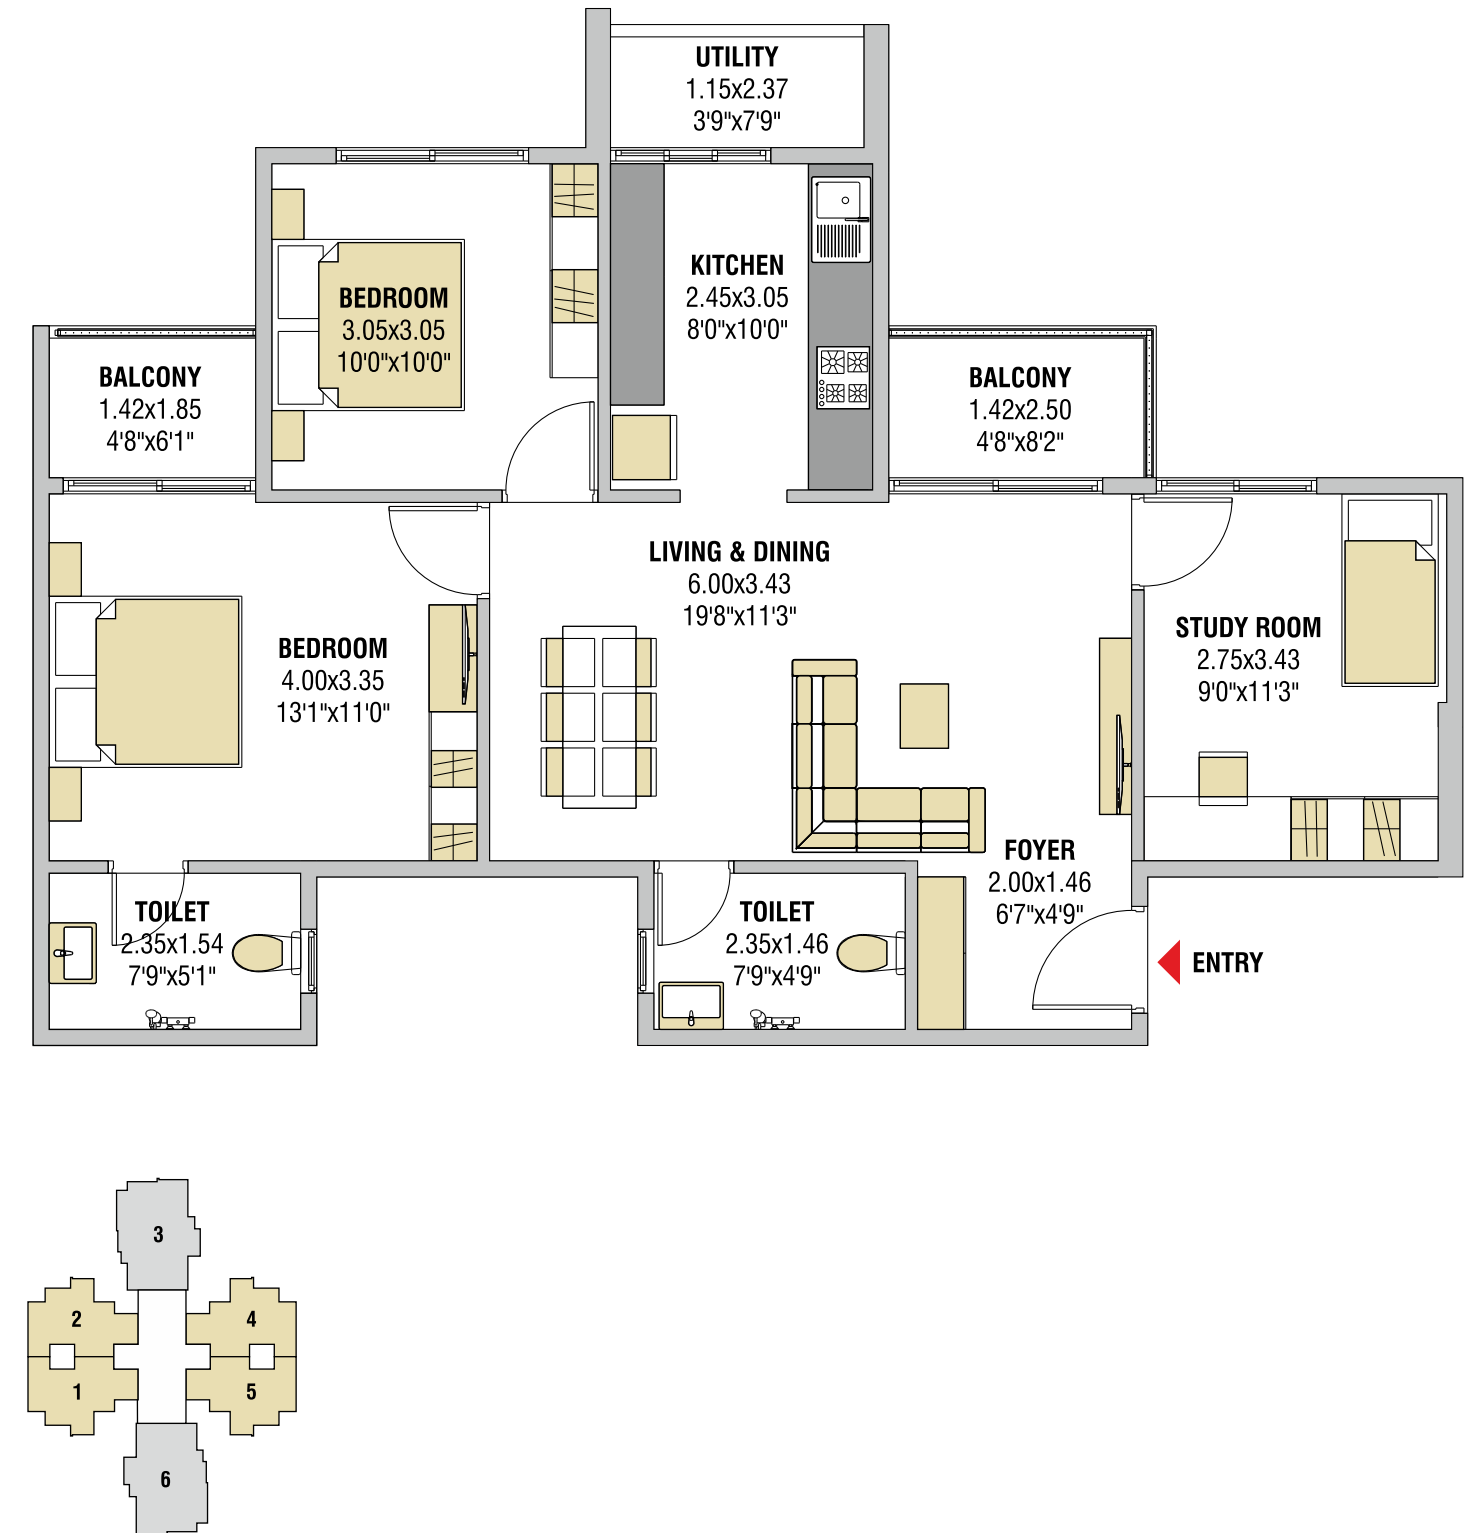 UTILITY
1.15x2.37
3'9"x7'9"
KITCHEN
2.45x3.05
8'0"x10'0"
BEDROOM
3.05x3.05
10'0"x10'0"
BALCONY
1.42x1.85
4'8"x6'1"
BALCONY
1.42x2.50
4'8"x8'2"
LIVING & DINING
6.00x3.43
19'8"x11'3"
BEDROOM
4.00x3.35
13'1"x11'0"
STUDY ROOM
2.75x3.43
9'0"x11'3"
FOYER
2.00x1.46
6'7"x4'9"
TOILET
2.35x1.54
7'9"x5'1"
TOILET
2.35x1.46
7'9"x4'9"
ENTRY
3
2
4
1
5
6